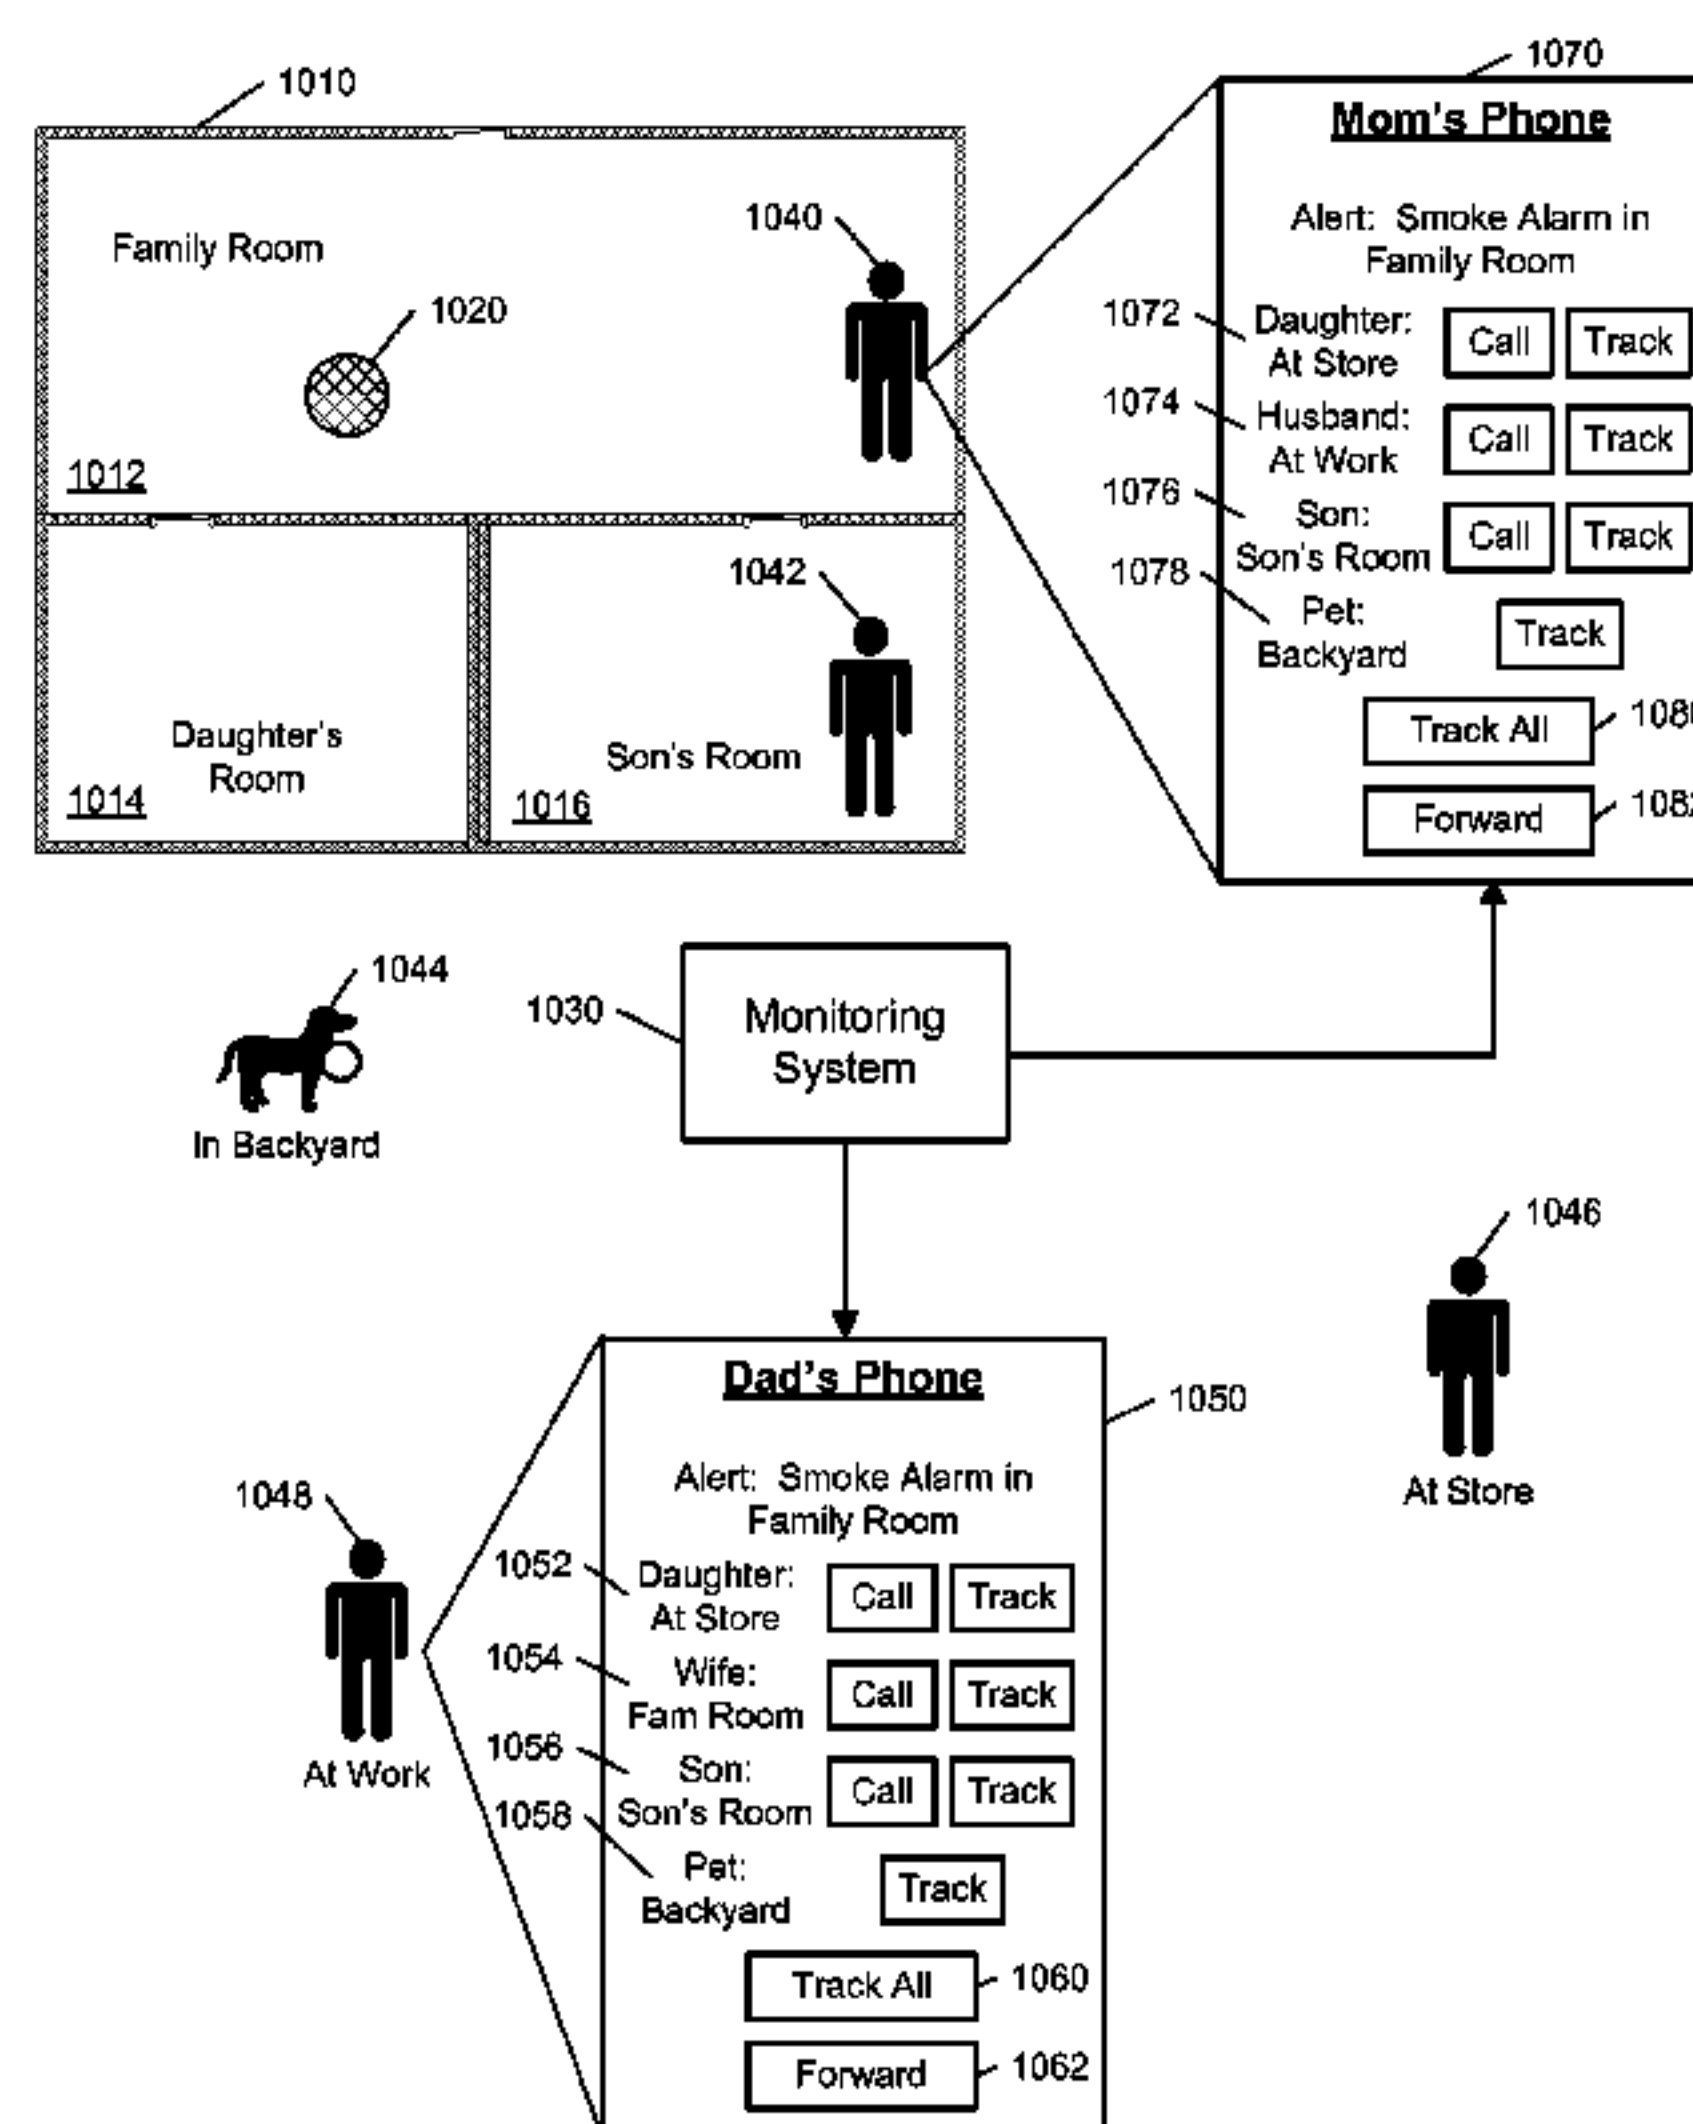 1010
1070
Mom's Phone
Family Room
1040
Alert: Smoke Alarm in
Family Room
1020
1072
Daughter:
At Store
Call
Track
1074
Husband:
At Work
Call
Track
1012
1076
Son:
Son's Room
Call
Track
1042
1078
Pet:
Backyard
Track
Daughter's
Room
1014
Son's Room
1016
Track All
Forward
1044
In Backyard
1030
Monitoring
System
1046
At Store
Dad's Phone
1050
Alert: Smoke Alarm in
Family Room
1048
At Work
1052
Daughter:
At Store
Call
Track
1054
Wife:
Fam Room
Call
Track
1056
Son:
Son's Room
Call
Track
1058
Pet:
Backyard
Track
Track All
1060
Forward
1062